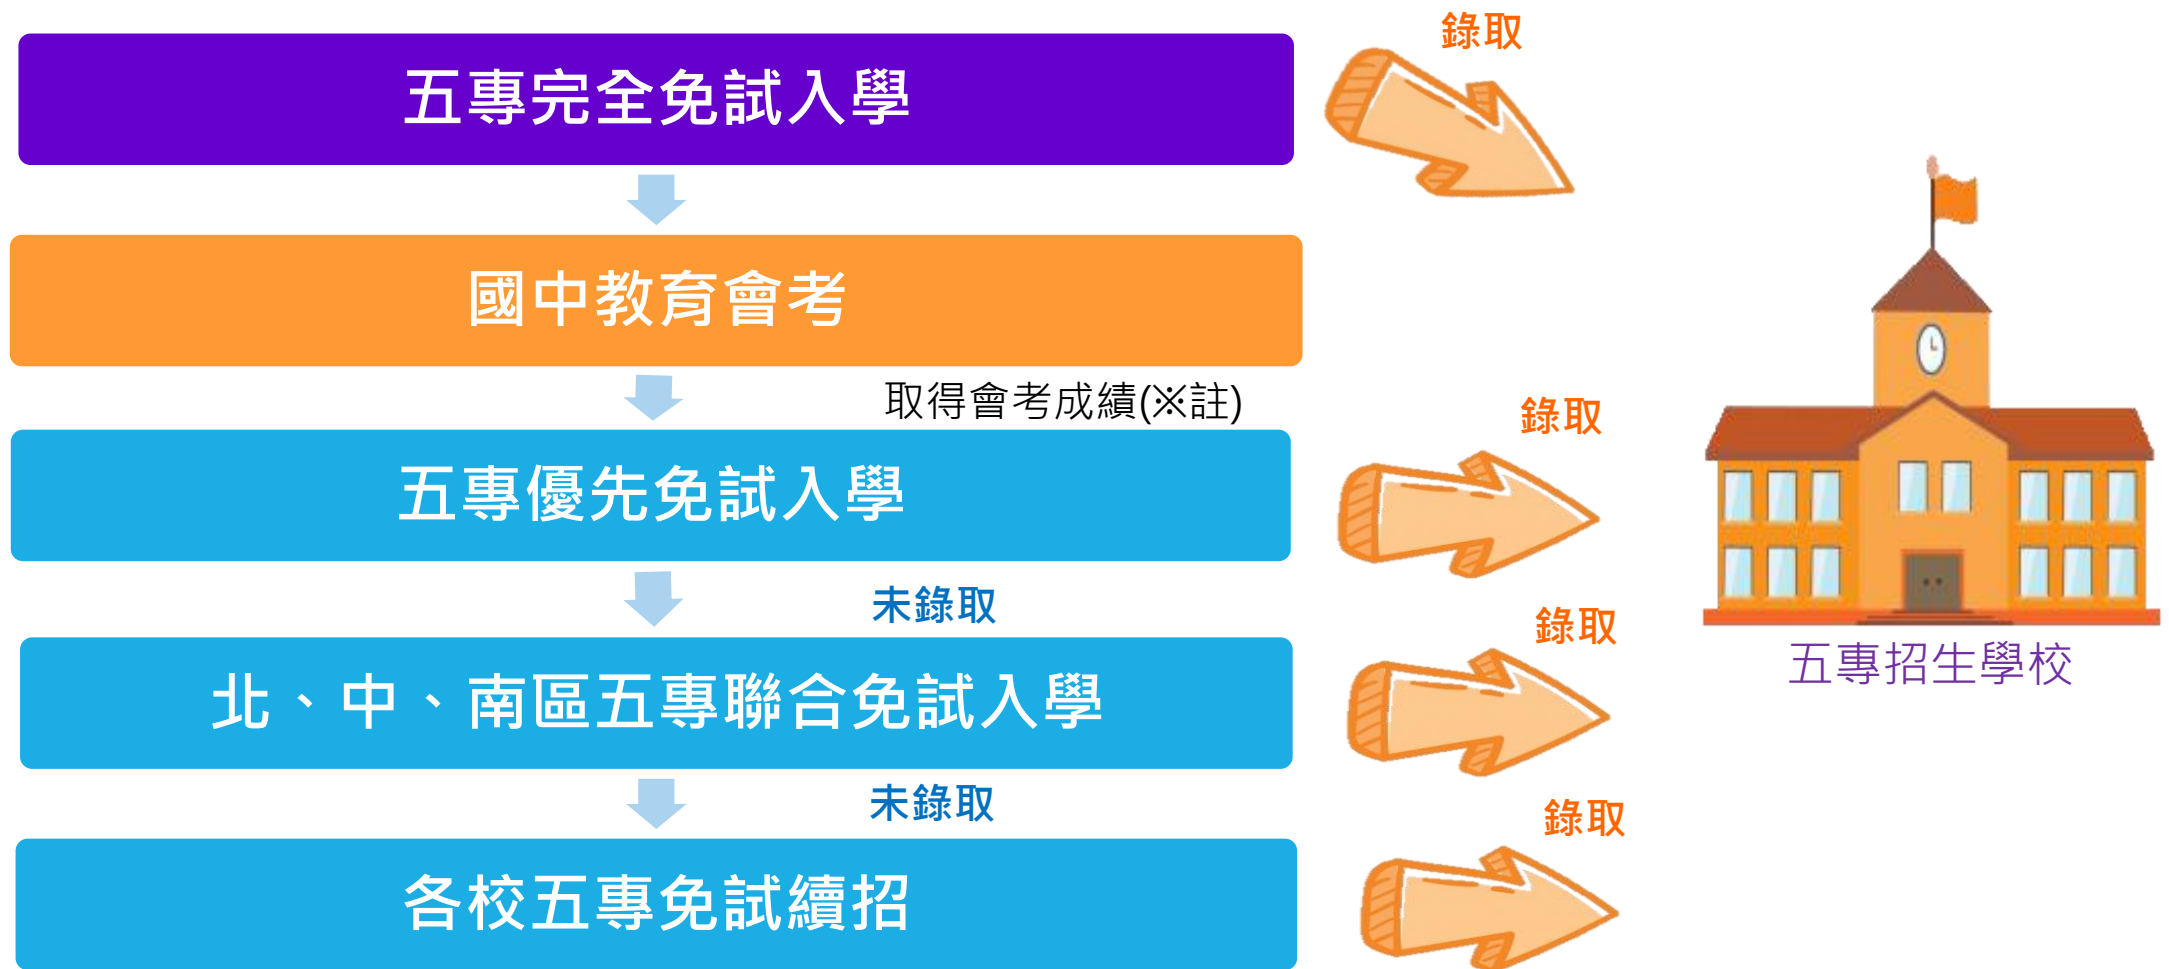 錄取
五專完全免試入學
國中教育會考
取得會考成績(※註)
錄取
五專優先免試入學
未錄取
錄取
五專招生學校
北、中、南區五專聯合免試入學
未錄取
錄取
各校五專免試續招